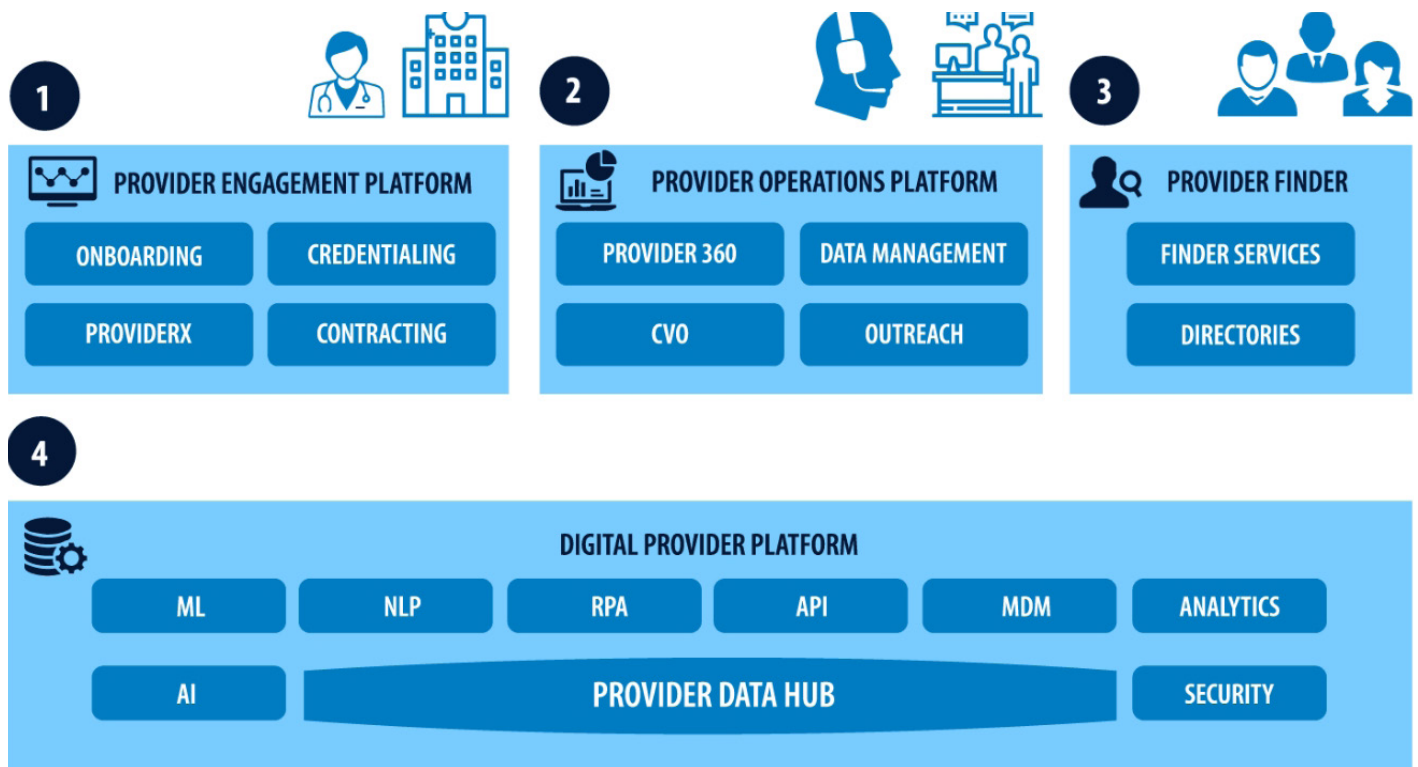 1
2
3
PROVIDER ENGAGEMENT PLATFORM
ONBOARDING
CREDENTIALING
PROVIDERX
CONTRACTING
PROVIDER OPERATIONS PLATFORM
PROVIDER 360
DATA MANAGEMENT
CVO
OUTREACH
PROVIDER FINDER
FINDER SERVICES
DIRECTORIES
4
DIGITAL PROVIDER PLATFORM
ML
NLP
RPA
API
MDM
ANALYTICS
AI
PROVIDER DATA HUB
SECURITY